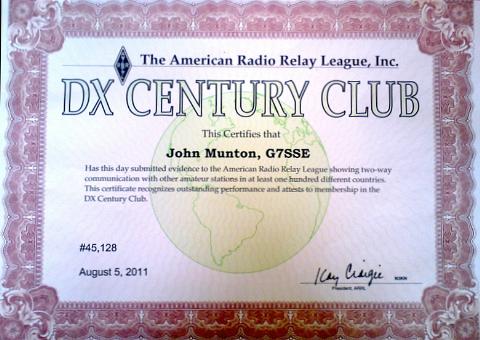 The American Radio Relay League, Inc.
DX CENTURY CLUB
This Certifies that
John Munton, G7SSE
Has this day submitted evidence to the American Radio Relay League showing two-way
communication with other amateur stations in at least one hundred different countries.
This certificate recognizes outstanding performance and attests to membership in the
DX Century Club.
#45,128
August 5, 2011
Kay Craigie
President, ARRL